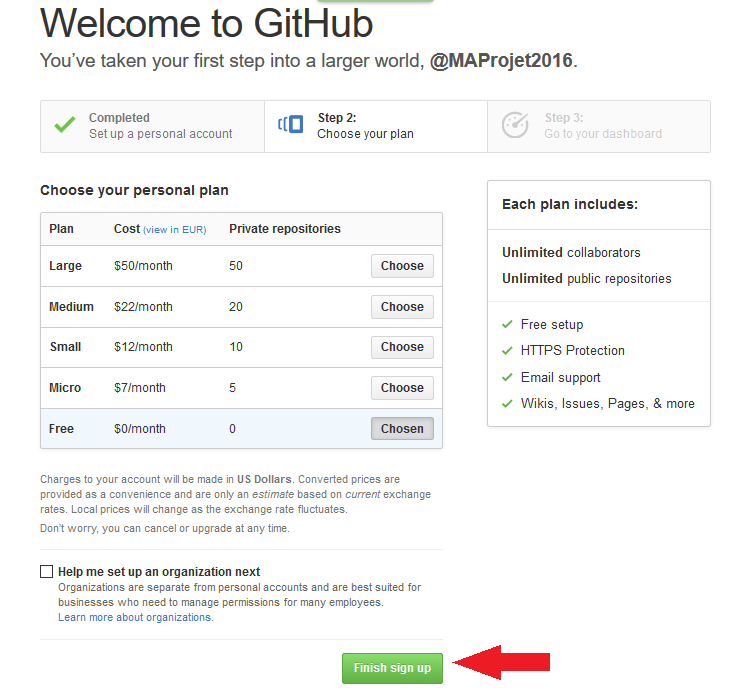 Welcome to GitHub
You've taken your first step into a larger world, @MAProjet2016.
Completed
Set up a personal account
Step 2:
Choose your plan
Step 3:
Go to your dashboard
Choose your personal plan
Plan Cost (view in EUR) Private repositories
Large $50/month 50 Choose
Medium $22/month 20 Choose
Small $12/month 10 Choose
Micro $7/month 5 Choose
Free $0/month 0 Chosen
Charges to your account will be made in US Dollars. Converted prices are
provided as a convenience and are only an estimate based on current exchange
rates. Local prices will change as the exchange rate fluctuates.
Don't worry, you can cancel or upgrade at any time.
Help me set up an organization next
Organizations are separate from personal accounts and are best suited for
businesses who need to manage permissions for many employees.
Learn more about organizations.
Finish sign up
Each plan includes:
Unlimited collaborators
Unlimited public repositories
Free setup
HTTPS Protection
Email support
Wikis, Issues, Pages, & more